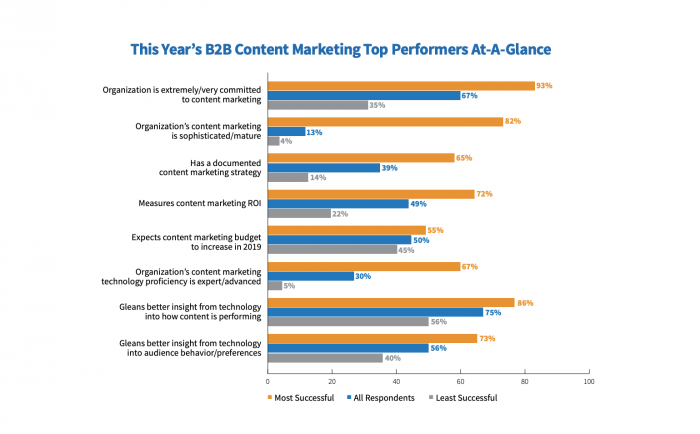 This Year's B2B Content Marketing Top Performers At-A-Glance
Organization is extremely/very committed
to content marketing
93%
67%
35%
Organization's content marketing
is sophisticated/mature
82%
13%
4%
Has a documented
content marketing strategy
65%
39%
14%
Measures content marketing ROI
72%
49%
22%
Expects content marketing budget
to increase in 2019
55%
50%
45%
Organization's content marketing
technology proficiency is expert/advanced
67%
30%
5%
Gleans better insight from technology
into how content is performing
86%
75%
56%
Gleans better insight from technology
into audience behavior/preferences
73%
56%
40%
0 20 40 60 80 100
Most Successful All Respondents Least Successful